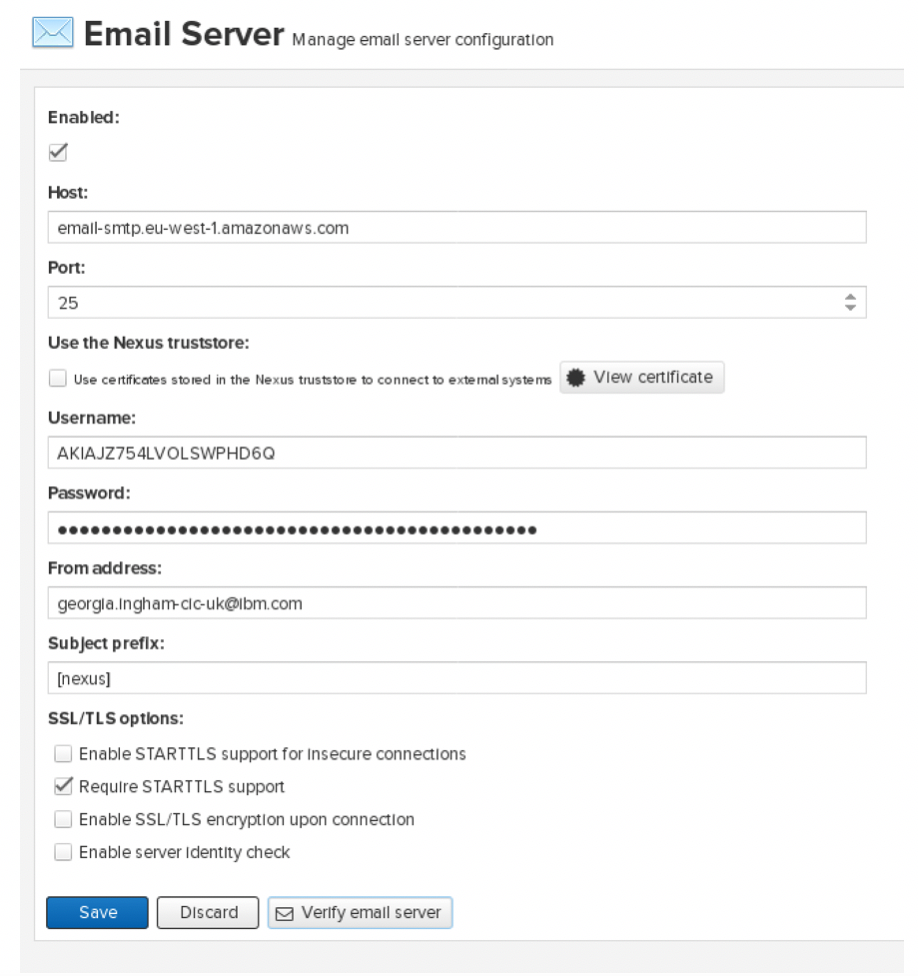 Email Server Manage email server configuration
Enabled:
Host:
email-smtp.eu-west-1.amazonaws.com
Port:
25
Use the Nexus truststore:
Use certificates stored in the Nexus truststore to connect to external systems View certificate
Username:
AKIAJZ754LVOLSWPHD6Q
Password:
••••••••••••••••••••••••••••••••••••••••••••
From address:
georgia.ingham-cic-uk@ibm.com
Subject prefix:
[nexus]
SSL/TLS options:
Enable STARTTLS support for insecure connections
Require STARTTLS support
Enable SSL/TLS encryption upon connection
Enable server identity check
Save Discard Verify email server